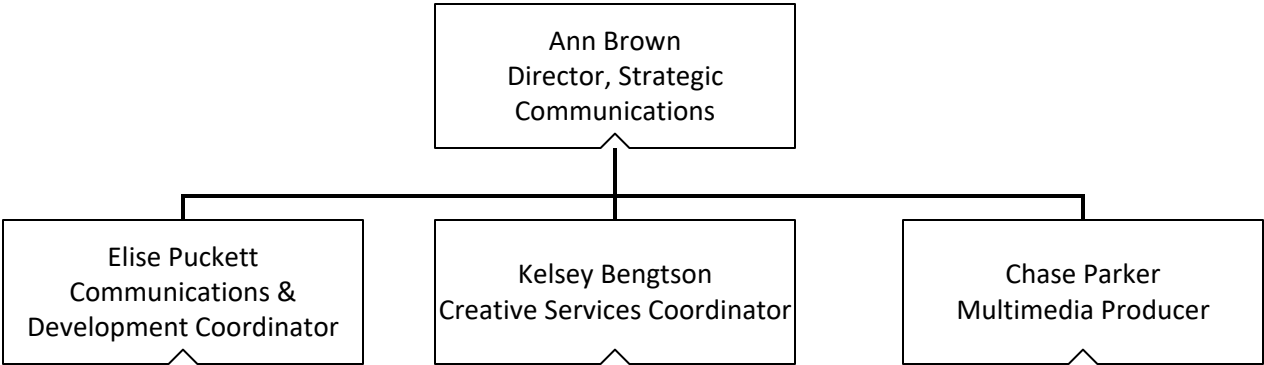 Ann Brown
Director, Strategic
Communications
Elise Puckett
Communications &
Development Coordinator
Kelsey Bengtson
Creative Services Coordinator
Chase Parker
Multimedia Producer